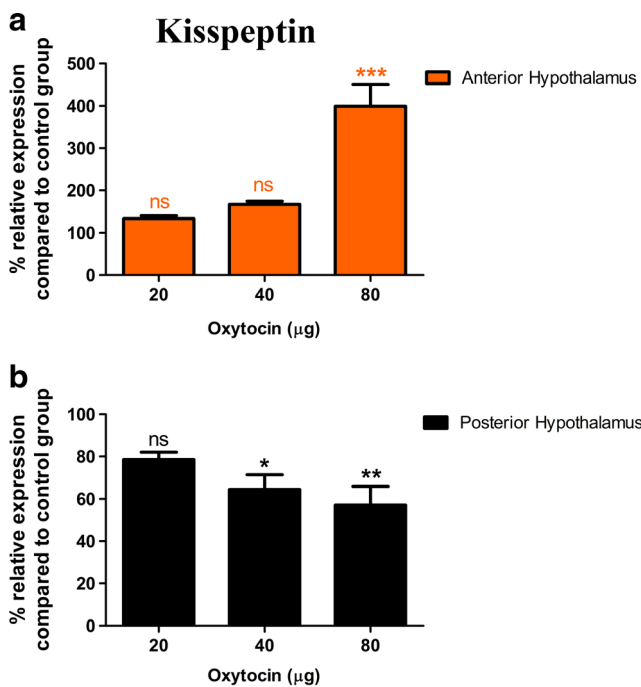 a
Kisspeptin
% relative expression
compared to control group
500
400
300
200
100
0
ns
ns
***
20
40
80
Oxytocin (µg)
Anterior Hypothalamus
b
% relative expression
compared to control group
100
80
60
40
20
0
ns
*
**
20
40
80
Oxytocin (µg)
Posterior Hypothalamus